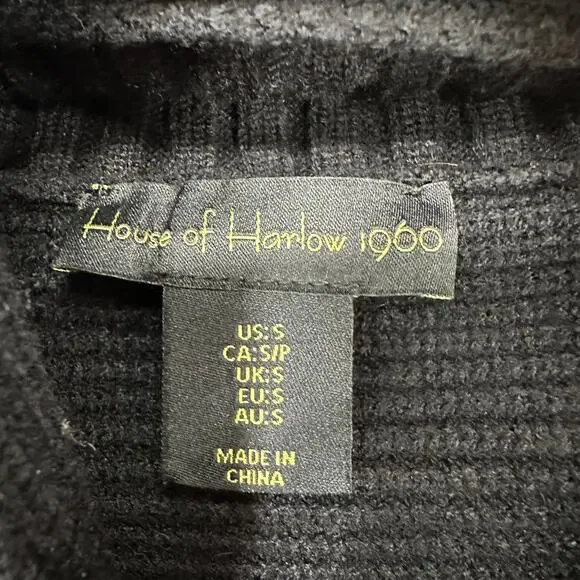 House of Harlow 1960
US:S
CA:S/P
UK:S
EU:S
AU:S
MADE IN
CHINA